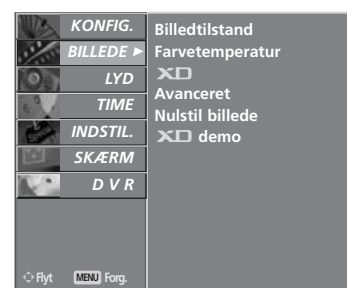 KONFIG.
BILLEDE ►
LYD
TIME
INDSTIL.
SKÆRM
D V R
Billedtilstand
Farvetemperatur
XD
Avanceret
Nulstil billede
XD demo
Flyt MENU Forg.